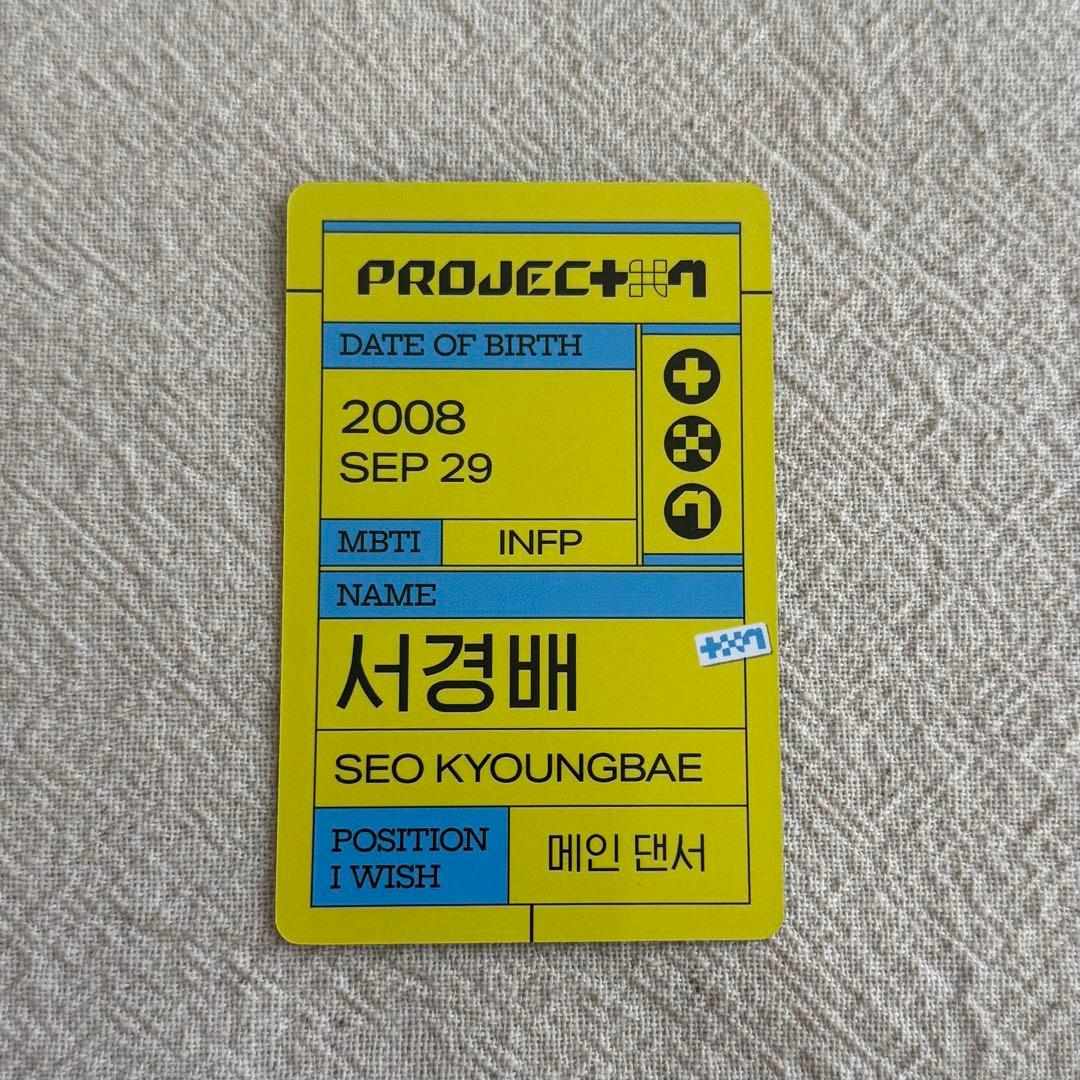 PROJECT
DATE OF BIRTH
2008
SEP 29
MBTI
INFP
NAME
서경배
SEO KYOUNGBAE
POSITION
I WISH
메인 댄서